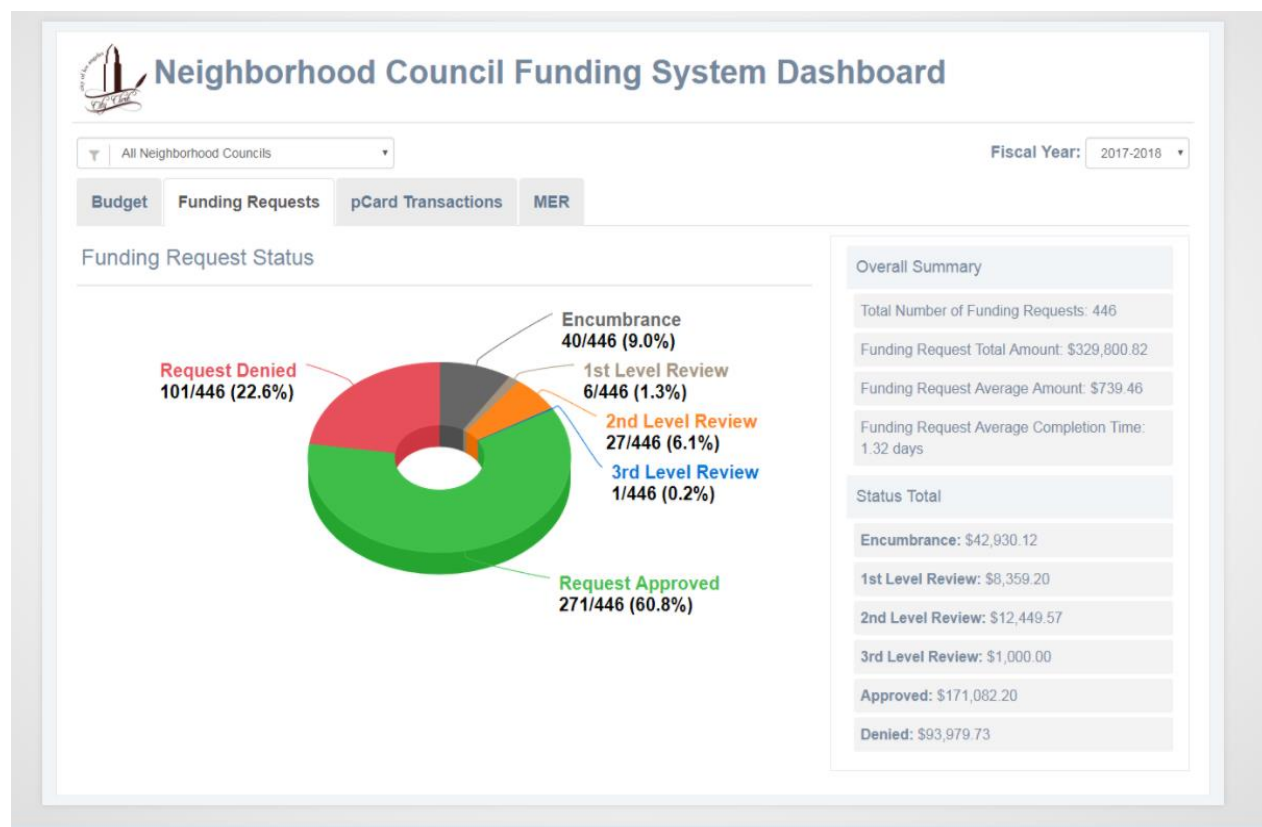 Neighborhood Council Funding System Dashboard
City Clerk
All Neighborhood Councils
Fiscal Year: 2017-2018
Budget Funding Requests pCard Transactions MER
Funding Request Status
Encumbrance
40/446 (9.0%)
Request Denied
101/446 (22.6%)
1st Level Review
6/446 (1.3%)
2nd Level Review
27/446 (6.1%)
3rd Level Review
1/446 (0.2%)
Request Approved
271/446 (60.8%)
Overall Summary
Total Number of Funding Requests: 446
Funding Request Total Amount: $329,800.82
Funding Request Average Amount: $739.46
Funding Request Average Completion Time:
1.32 days
Status Total
Encumbrance: $42,930.12
1st Level Review: $8,359.20
2nd Level Review: $12,449.57
3rd Level Review: $1,000.00
Approved: $171,082.20
Denied: $93,979.73